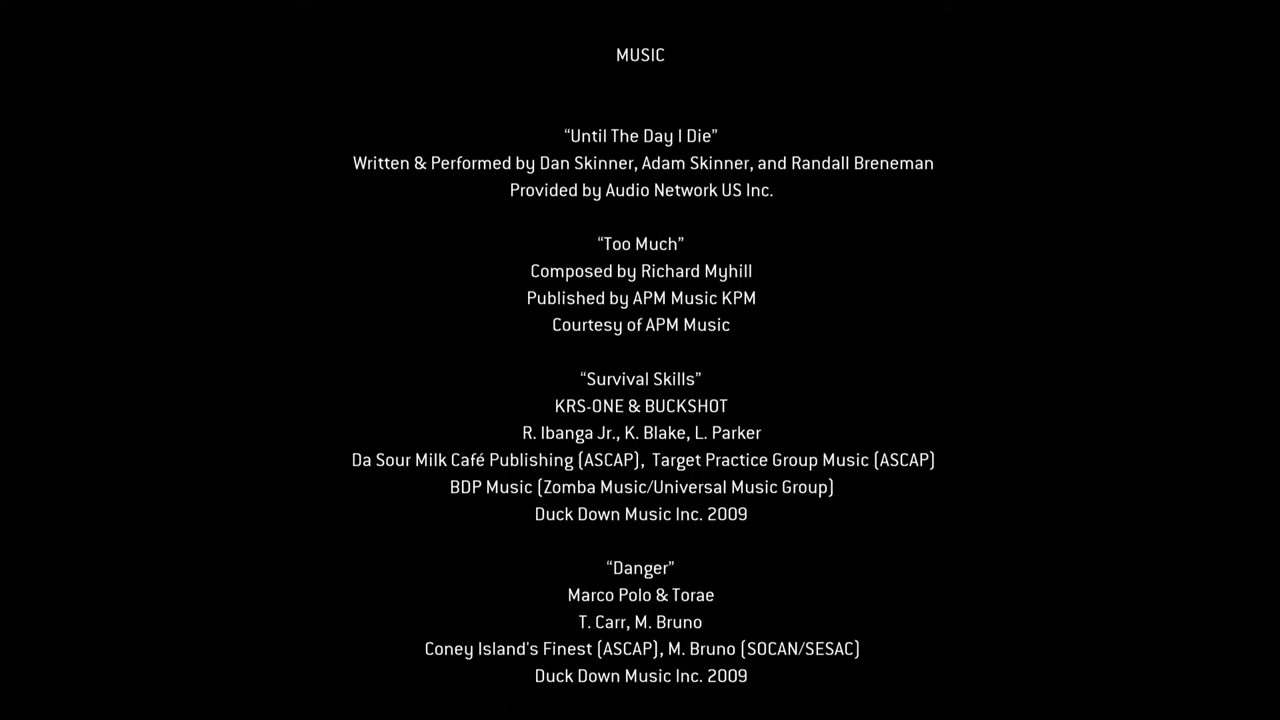 MUSIC
“Until The Day I Die”
Written & Performed by Dan Skinner, Adam Skinner, and Randall Breneman
Provided by Audio Network US Inc.
“Too Much”
Composed by Richard Myhill
Published by APM Music KPM
Courtesy of APM Music
“Survival Skills”
KRS-ONE & BUCKSHOT
R. Ibanga Jr., K. Blake, L. Parker
Da Sour Milk Café Publishing (ASCAP), Target Practice Group Music (ASCAP)
BDP Music (Zomba Music/Universal Music Group)
Duck Down Music Inc. 2009
“Danger”
Marco Polo & Torae
T. Carr, M. Bruno
Coney Island's Finest (ASCAP), M. Bruno (SOCAN/SESAC)
Duck Down Music Inc. 2009